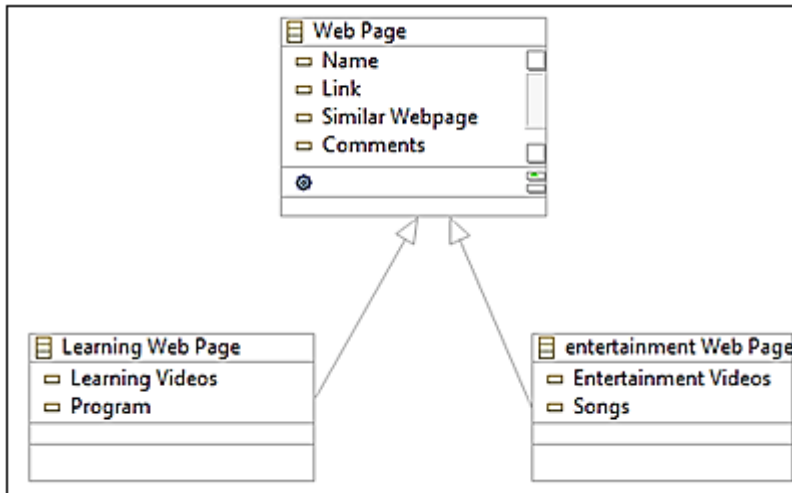 Web Page
Name
Link
Similar Webpage
Comments
Learning Web Page
Learning Videos
Program
entertainment Web Page
Entertainment Videos
Songs